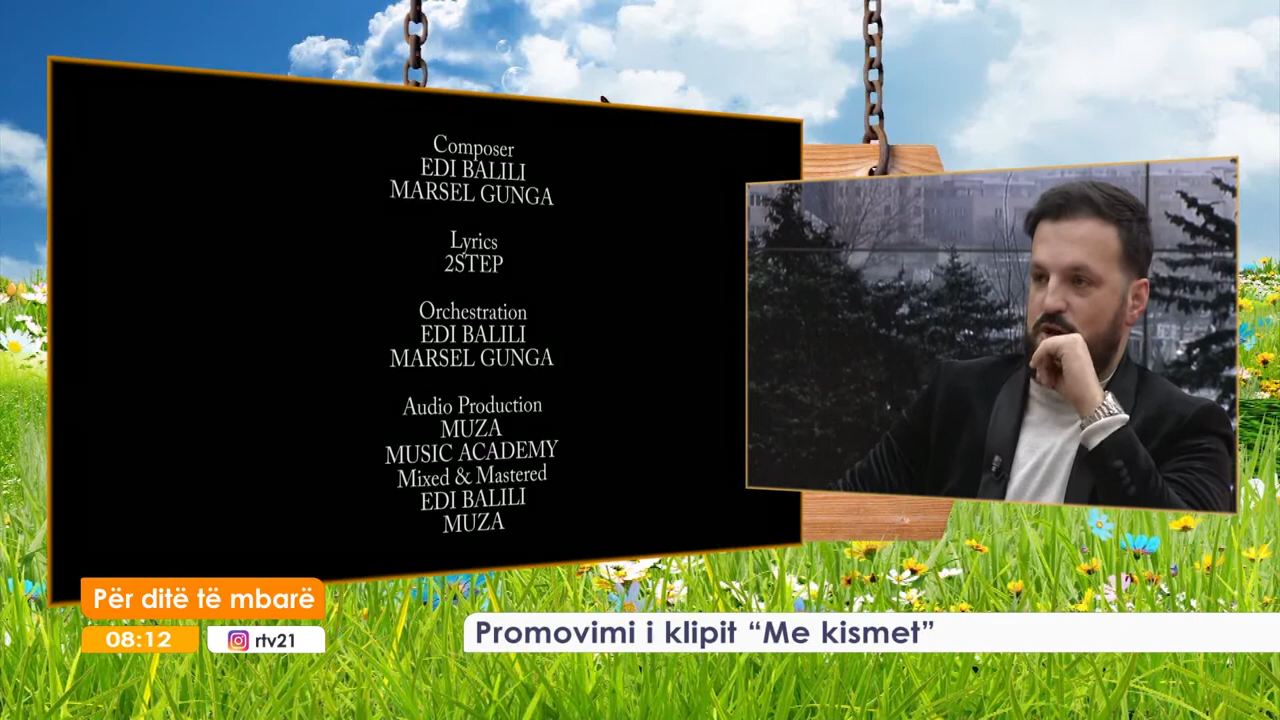 Composer
EDI BALILI
MARSEL GUNGA
Lyrics
2STEP
Orchestration
EDI BALILI
MARSEL GUNGA
Audio Production
MUZA
MUSIC ACADEMY
Mixed & Mastered
EDI BALILI
MUZA
Për ditë të mbarë
08:12
rtv21
Promovimi i klipit “Me kismet”